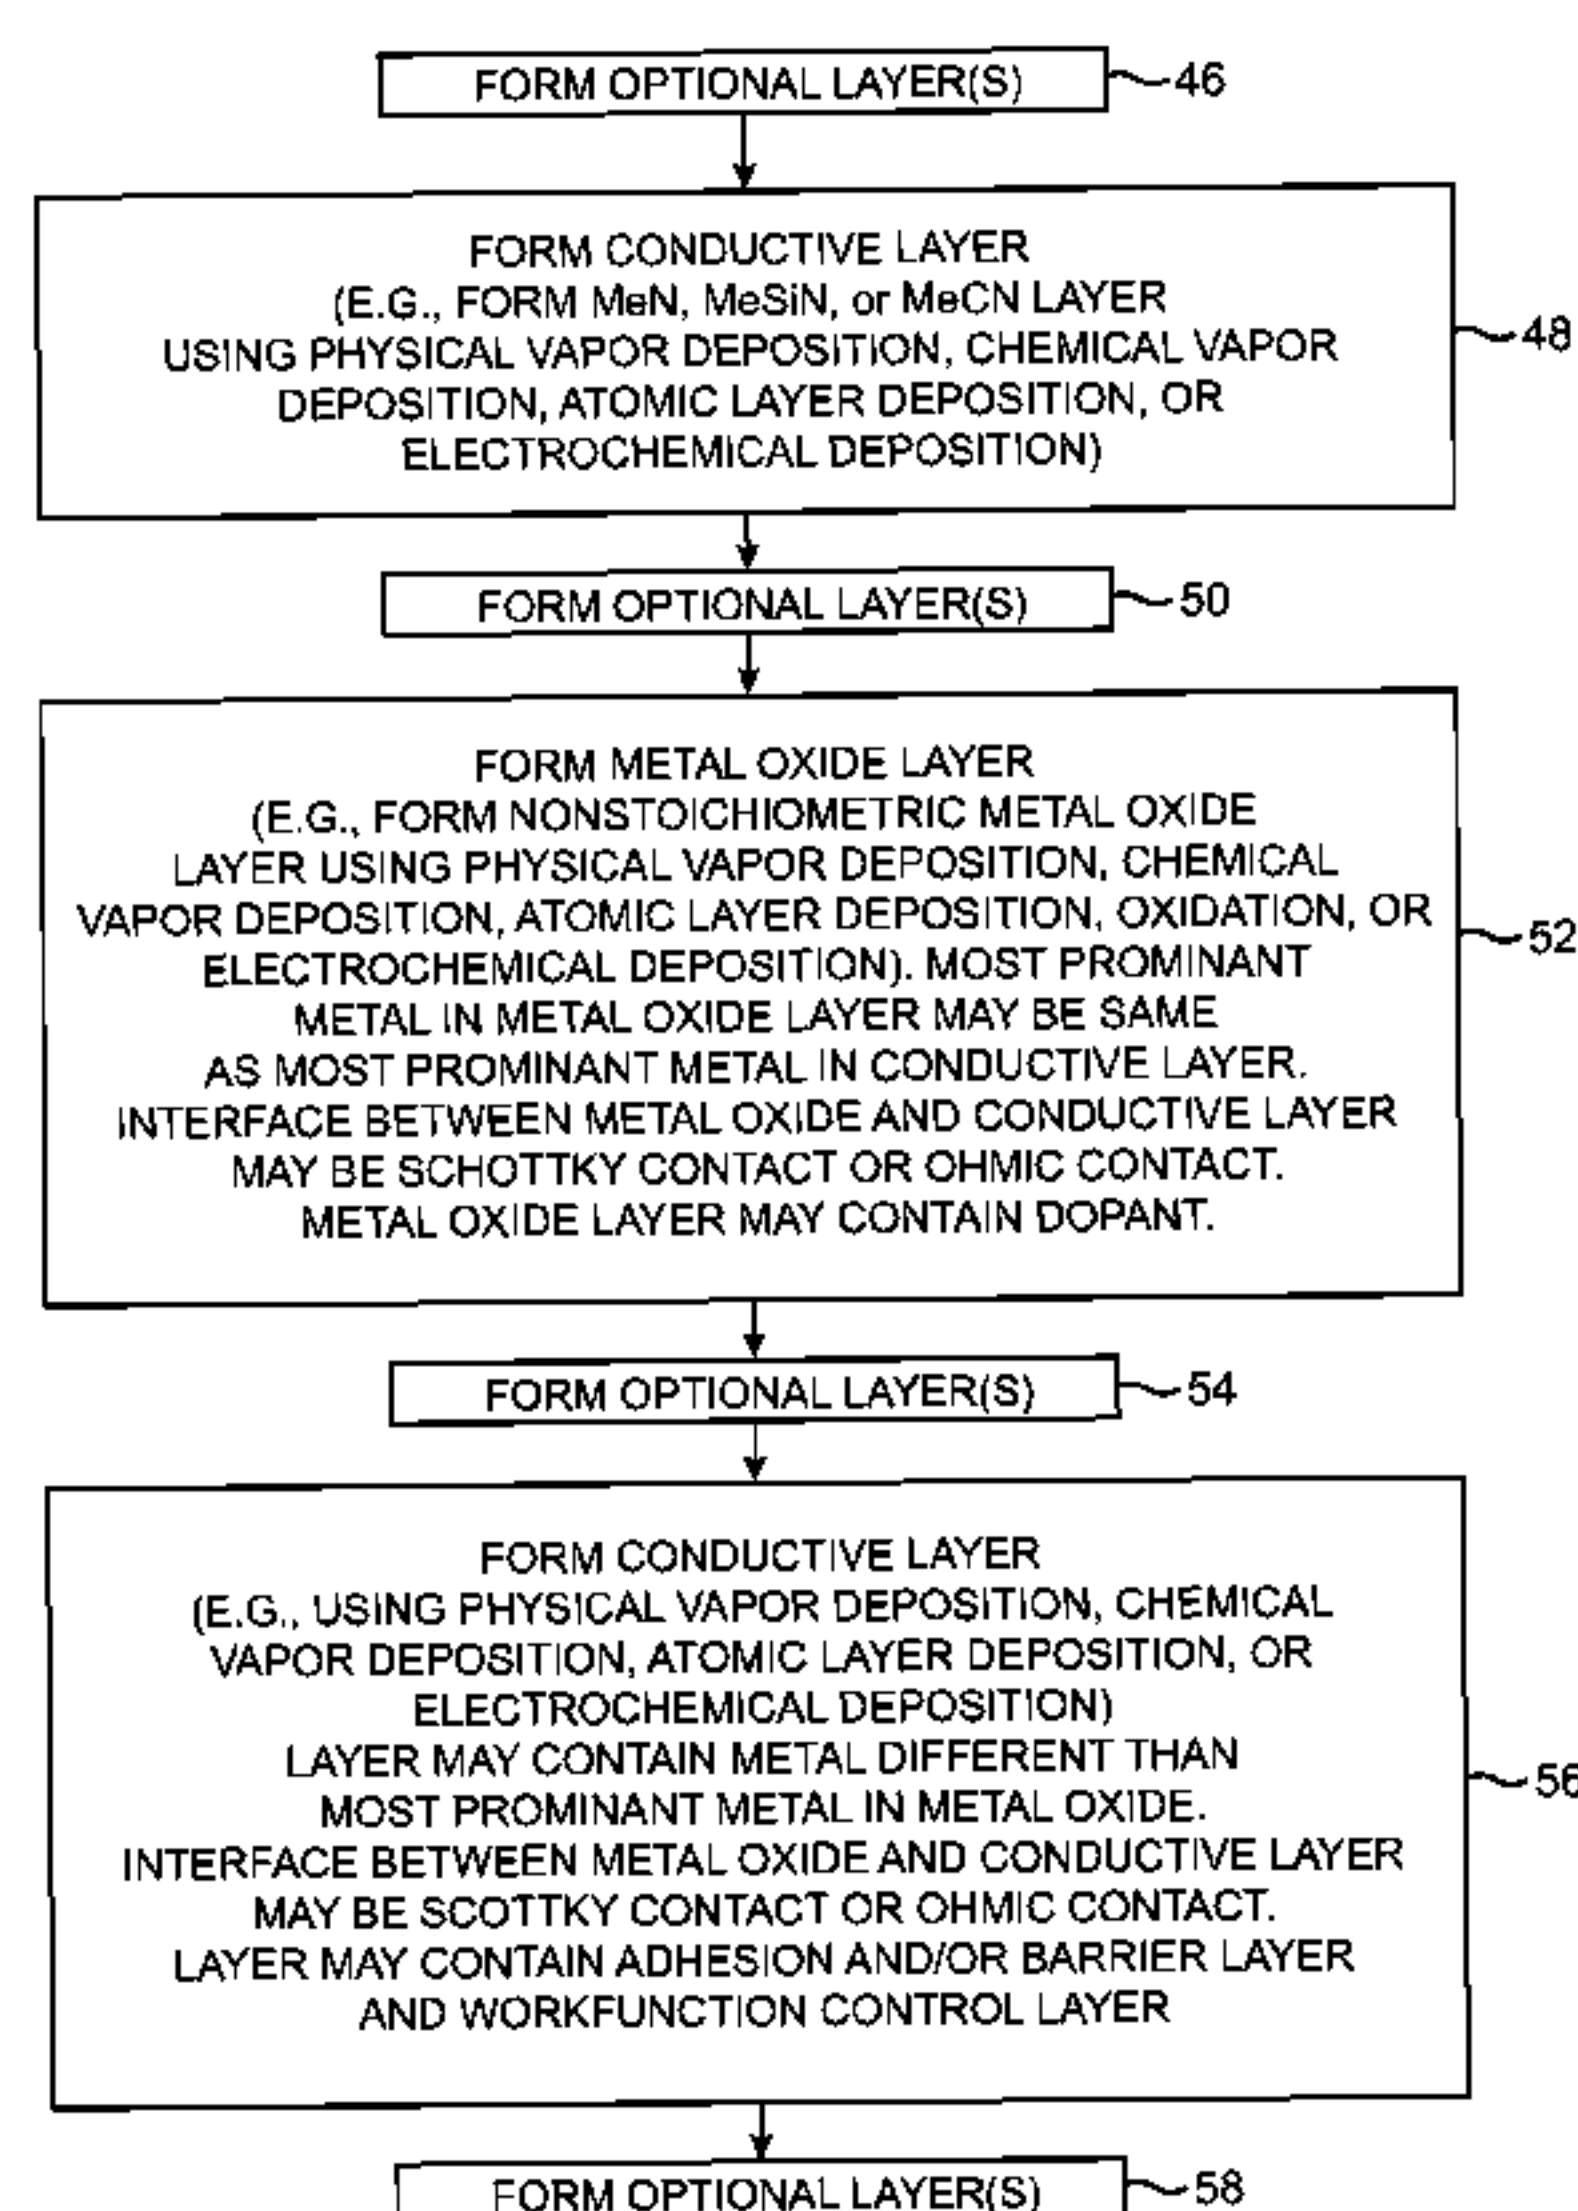 FORM OPTIONAL LAYER(S) 46
FORM CONDUCTIVE LAYER
(E.G., FORM MeN, MeSiN, or MeCN LAYER
USING PHYSICAL VAPOR DEPOSITION, CHEMICAL VAPOR
DEPOSITION, ATOMIC LAYER DEPOSITION, OR
ELECTROCHEMICAL DEPOSITION)
48
FORM OPTIONAL LAYER(S) 50
FORM METAL OXIDE LAYER
(E.G., FORM NONSTOICHIOMETRIC METAL OXIDE
LAYER USING PHYSICAL VAPOR DEPOSITION, CHEMICAL
VAPOR DEPOSITION, ATOMIC LAYER DEPOSITION, OXIDATION, OR
ELECTROCHEMICAL DEPOSITION). MOST PROMINANT
METAL IN METAL OXIDE LAYER MAY BE SAME
AS MOST PROMINANT METAL IN CONDUCTIVE LAYER.
INTERFACE BETWEEN METAL OXIDE AND CONDUCTIVE LAYER
MAY BE SCHOTTKY CONTACT OR OHMIC CONTACT.
METAL OXIDE LAYER MAY CONTAIN DOPANT.
52
FORM OPTIONAL LAYER(S) 54
FORM CONDUCTIVE LAYER
(E.G., USING PHYSICAL VAPOR DEPOSITION, CHEMICAL
VAPOR DEPOSITION, ATOMIC LAYER DEPOSITION, OR
ELECTROCHEMICAL DEPOSITION)
LAYER MAY CONTAIN METAL DIFFERENT THAN
MOST PROMINANT METAL IN METAL OXIDE.
INTERFACE BETWEEN METAL OXIDE AND CONDUCTIVE LAYER
MAY BE SCOTTKY CONTACT OR OHMIC CONTACT.
LAYER MAY CONTAIN ADHESION AND/OR BARRIER LAYER
AND WORKFUNCTION CONTROL LAYER
56
FORM OPTIONAL LAYER(S) 58